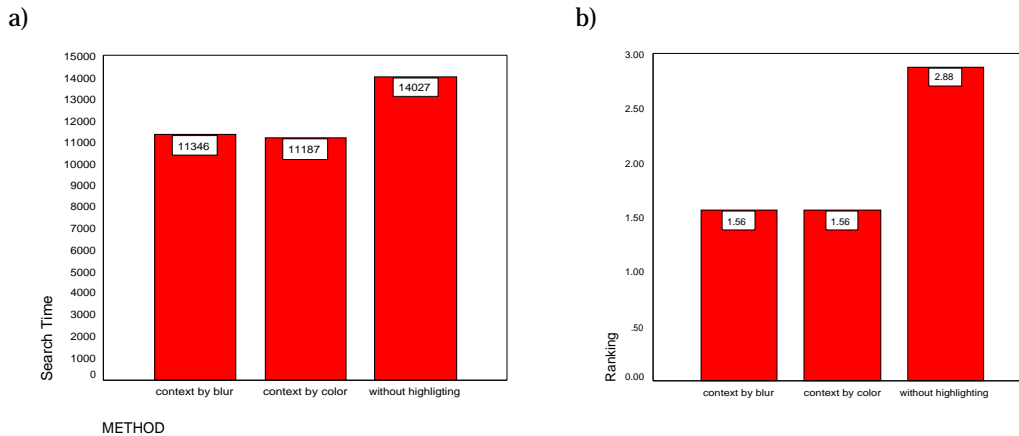 a)
15000
14000
13000
12000
11000
10000
9000
8000
7000
6000
5000
4000
3000
2000
1000
0
Search Time
11346
11187
14027
context by blur
context by color
without highligting
METHOD
b)
3.00
2.50
2.00
1.50
1.00
.50
0.00
Ranking
1.56
1.56
2.88
context by blur
context by color
without highlighting